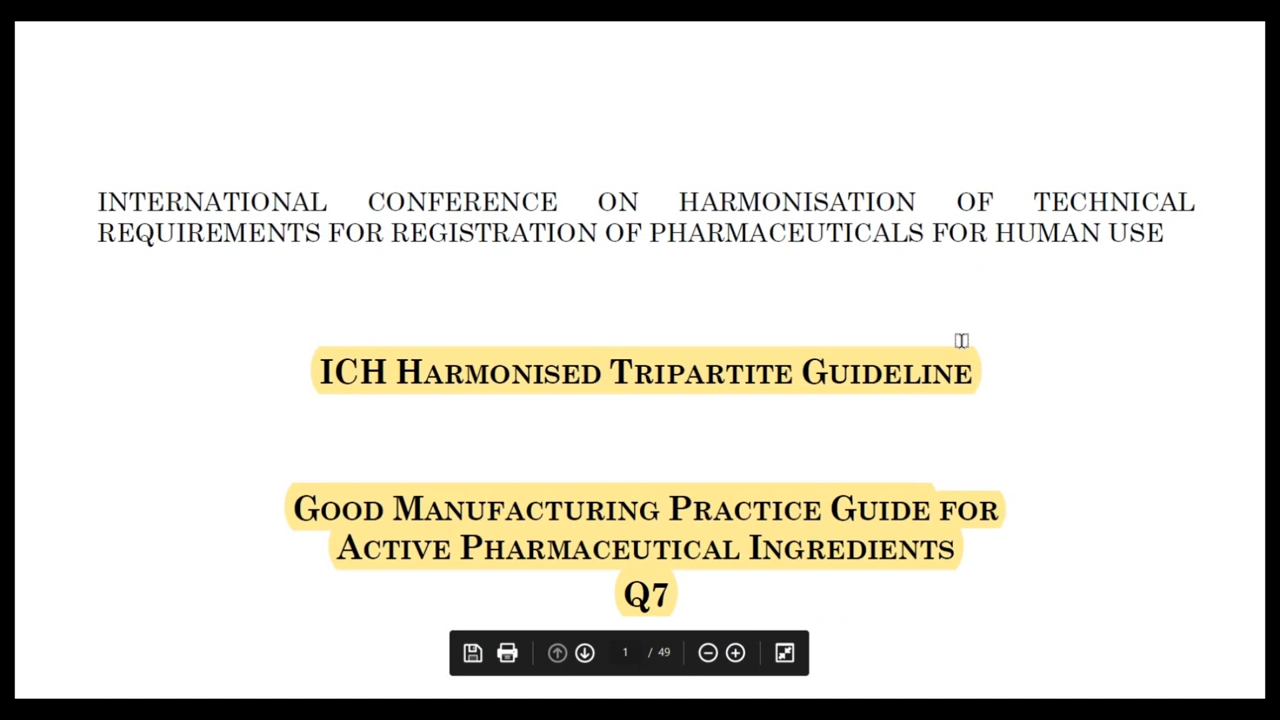 INTERNATIONAL CONFERENCE ON HARMONISATION OF TECHNICAL
REQUIREMENTS FOR REGISTRATION OF PHARMACEUTICALS FOR HUMAN USE
ICH HARMONISED TRIPARTITE GUIDELINE
GOOD MANUFACTURING PRACTICE GUIDE FOR
ACTIVE PHARMACEUTICAL INGREDIENTS
Q7
1 / 49